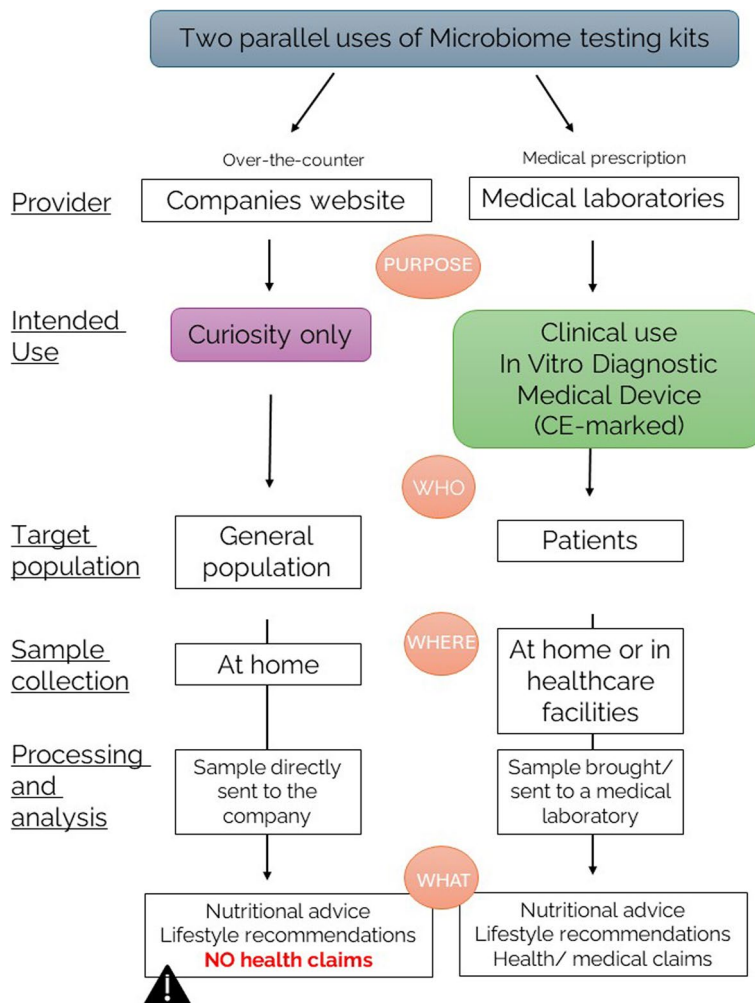 Two parallel uses of Microbiome testing kits
Over-the-counter
Medical prescription
Provider
Companies website
Medical laboratories
PURPOSE
Intended
Use
Curiosity only
Clinical use
In Vitro Diagnostic
Medical Device
(CE-marked)
WHO
Target
population
General
population
Patients
WHERE
Sample
collection
At home
At home or in
healthcare
facilities
Processing
and
analysis
Sample directly
sent to the
company
Sample brought/
sent to a medical
laboratory
WHAT
Nutritional advice
Lifestyle recommendations
NO health claims
Nutritional advice
Lifestyle recommendations
Health/ medical claims
!